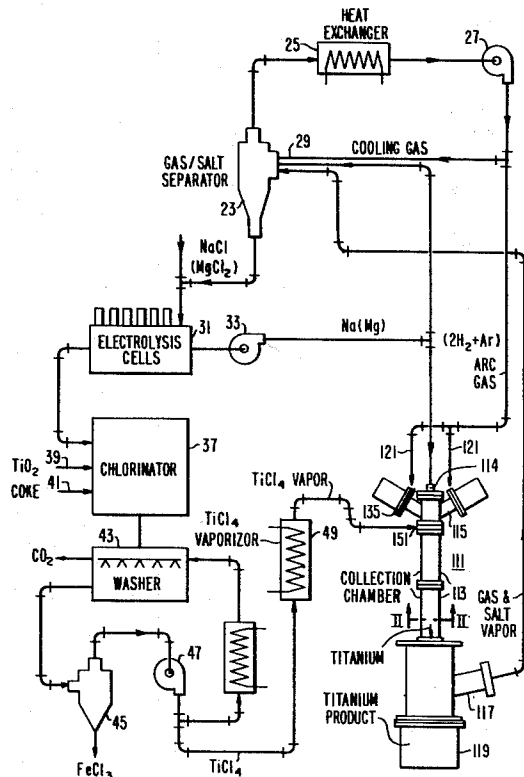 HEAT
EXCHANGER
25
27
29
COOLING GAS
GAS/SALT
SEPARATOR
23
NaCl
(MgCl2)
31
33
ELECTROLYSIS
CELLS
Na(Mg)
(2H2+Ar)
ARC
GAS
37
39
TiO2
CHLORINATOR
41
COKE
121
121
114
135
115
TiCl4 VAPOR
TiCl4
VAPORIZOR
49
151
111
43
CO2
WASHER
COLLECTION
CHAMBER
113
II
II
GAS &
SALT
VAPOR
TITANIUM
47
45
117
TITANIUM
PRODUCT
119
FeCl3
TiCl4